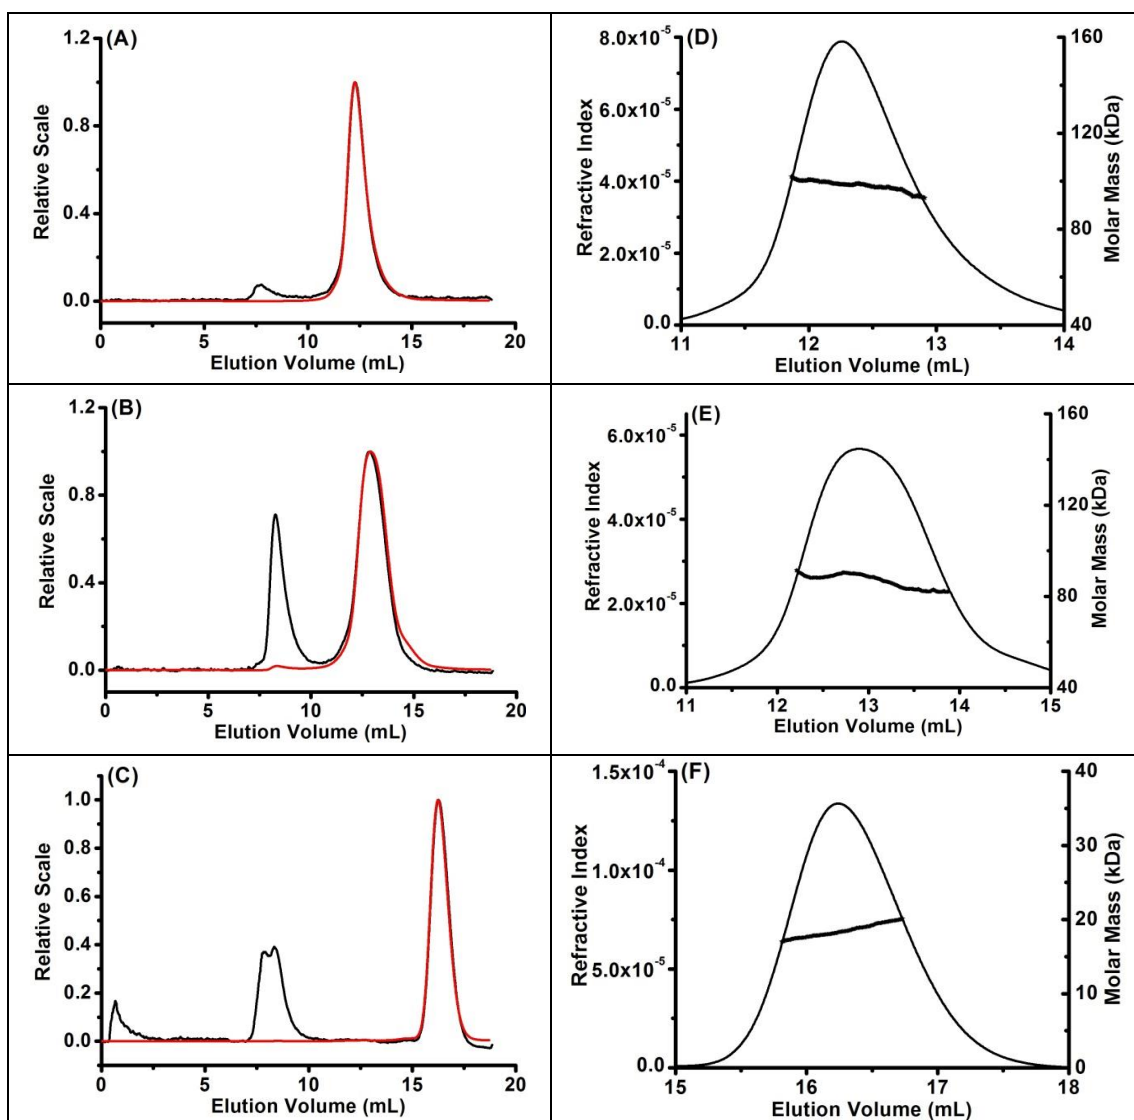 (A)
1.2
0.8
0.4
0.0
Relative Scale
0 5 10 15 20
Elution Volume (mL)
(D)
8.0x10⁻⁵
6.0x10⁻⁵
4.0x10⁻⁵
2.0x10⁻⁵
0.0
Refractive Index
160
120
80
40
Molar Mass (kDa)
11 12 13 14
Elution Volume (mL)
(B)
1.2
0.8
0.4
0.0
Relative Scale
0 5 10 15 20
Elution Volume (mL)
(E)
6.0x10⁻⁵
4.0x10⁻⁵
2.0x10⁻⁵
0.0
Refractive Index
160
120
80
40
Molar Mass (kDa)
11 12 13 14 15
Elution Volume (mL)
(C)
1.0
0.8
0.6
0.4
0.2
0.0
Relative Scale
0 5 10 15 20
Elution Volume (mL)
(F)
1.5x10⁻⁴
1.0x10⁻⁴
5.0x10⁻⁵
0.0
Refractive Index
40
30
20
10
0
Molar Mass (kDa)
15 16 17 18
Elution Volume (mL)